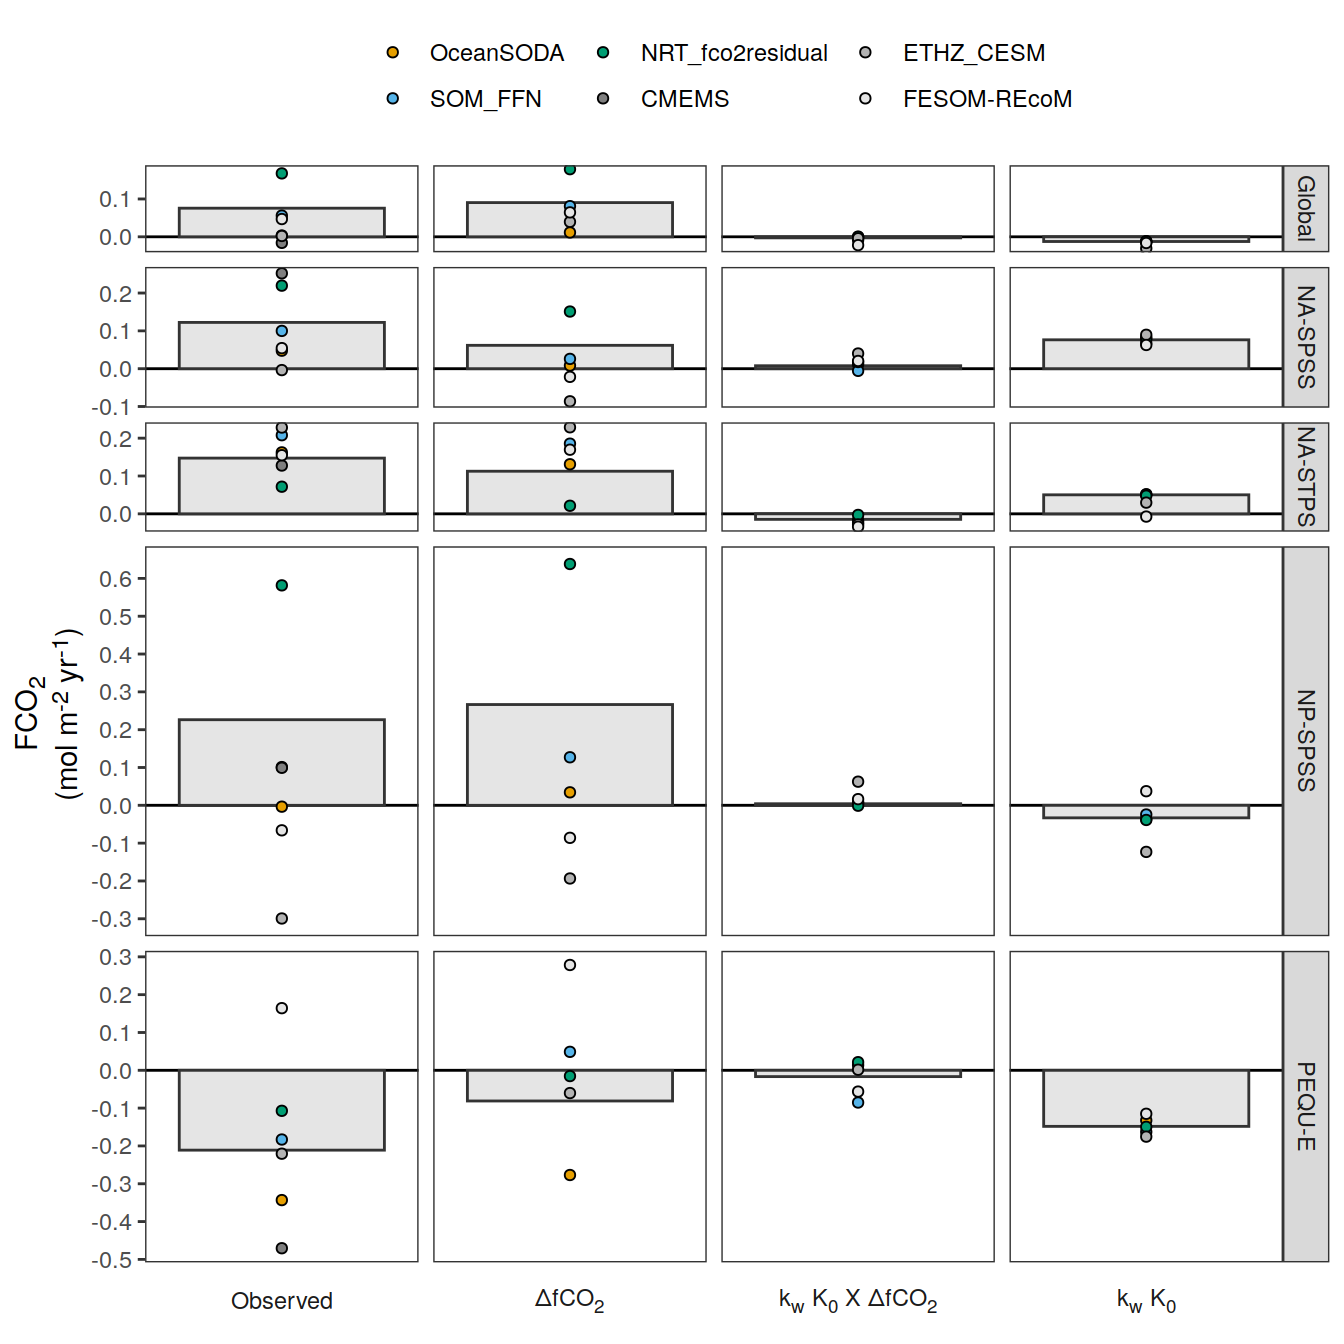 OceanSODA NRT_fco2residual ETHZ_CESM
SOM_FFN CMEMS FESOM-REcoM
FCO2
(mol m-2 yr-1)
0.1
0.0
Global
0.2
0.1
0.0
-0.1
NA-SPSS
0.2
0.1
0.0
NA-STPS
0.6
0.5
0.4
0.3
0.2
0.1
0.0
-0.1
-0.2
-0.3
NP-SPSS
0.3
0.2
0.1
0.0
-0.1
-0.2
-0.3
-0.4
-0.5
PEQU-E
Observed ΔfCO2 kw K0 X ΔfCO2 kw K0